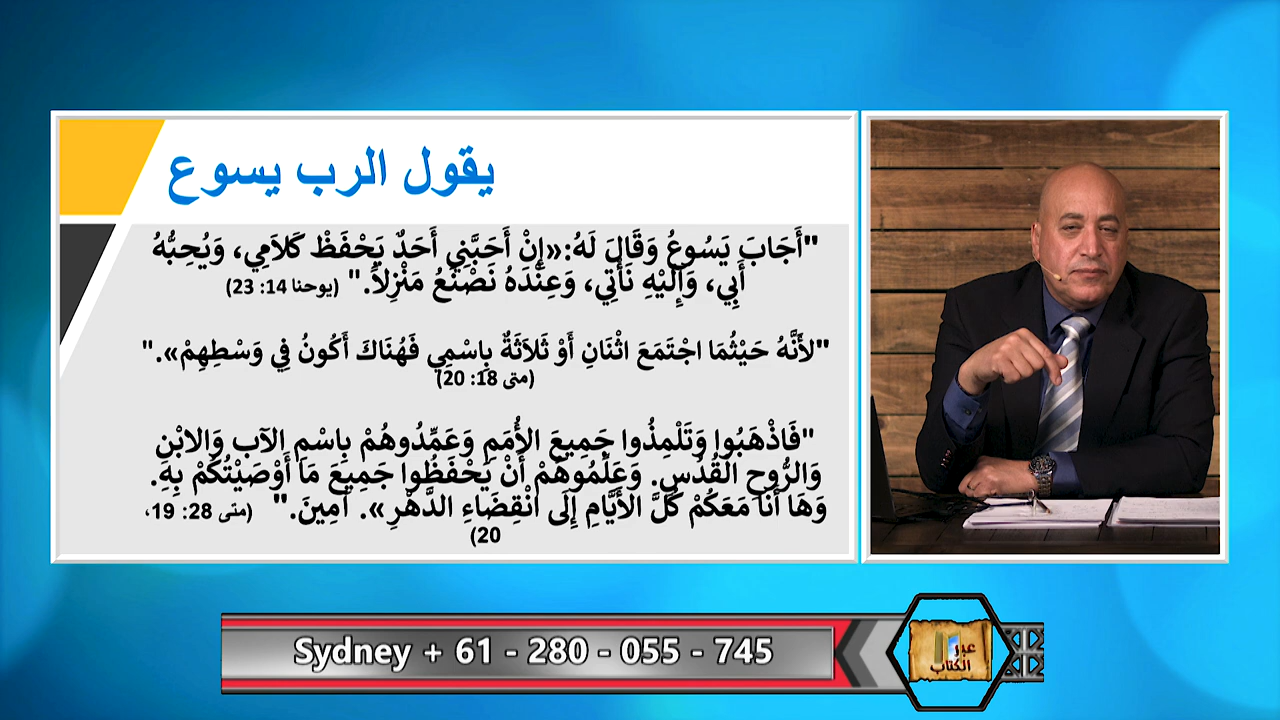 يقول الرب يسوع
"أَجَابَ يَسُوعُ وَقَالَ لَهُ:«إِنْ أَحَبَّنِي أَحَدٌ يَحْفَظْ كَلاَمِي، وَيُحِبُّهُ
أَبِي، وَإِلَيْهِ نَأْتِي، وَعِنْدَهُ نَصْنَعُ مَنْزِلاً." (يوحنا 14: 23)
"لأَنَّهُ حَيْثُمَا اجْتَمَعَ اثْنَانِ أَوْ ثَلاَثَةٌ بِاسْمِي فَهُنَاكَ أَكُونُ فِي وَسْطِهِمْ»."
(متى 18: 20)
"فَاذْهَبُوا وَتَلْمِذُوا جَمِيعَ الأُمَمِ وَعَمِّدُوهُمْ بِاسْمِ الآب وَالابْنِ
وَالرُّوحِ الْقُدُسِ. وَعَلِّمُوهُمْ أَنْ يَحْفَظُوا جَمِيعَ مَا أَوْصَيْتُكُمْ بِهِ.
وَهَا أَنَا مَعَكُمْ كُلَّ الأَيَّامِ إِلَى انْقِضَاءِ الدَّهْرِ». آمِينَ." (متى 28: 19،
20)
Sydney + 61 - 280 - 055 - 745
عبر
الكتاب